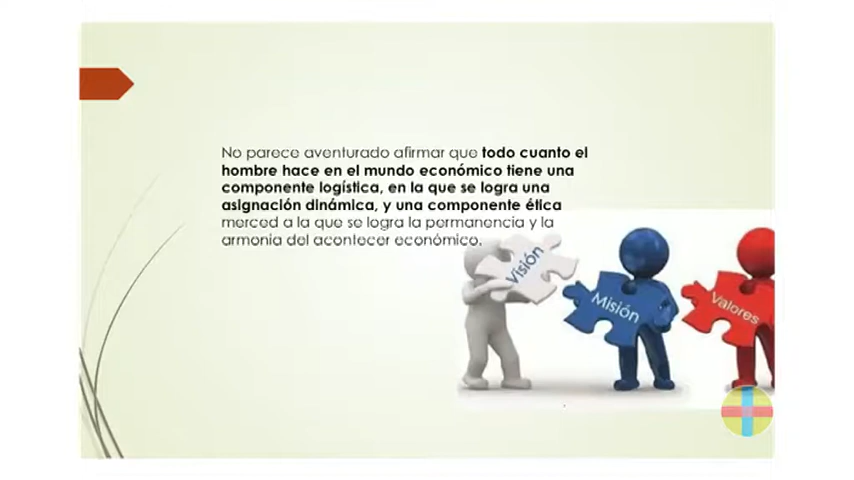 No parece aventurado afirmar que todo cuanto el
hombre hace en el mundo económico tiene una
componente logística, en la que se logra una
asignación dinámica, y una componente ética
merced a la que se logra la permanencia y la
armonía del acontecer económico.
Visión
Misión
Valores